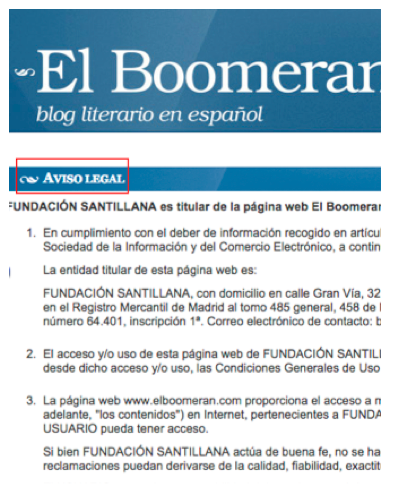 El Boomeran
blog literario en español
AVISO LEGAL
FUNDACIÓN SANTILLANA es titular de la página web El Boomeran
1. En cumplimiento con el deber de información recogido en artícu
Sociedad de la Información y del Comercio Electrónico, a contin
La entidad titular de esta página web es:
FUNDACIÓN SANTILLANA, con domicilio en calle Gran Vía, 32
en el Registro Mercantil de Madrid al tomo 485 general, 458 de l
número 64.401, inscripción 1ª. Correo electrónico de contacto: b
2. El acceso y/o uso de esta página web de FUNDACIÓN SANTIL
desde dicho acceso y/o uso, las Condiciones Generales de Uso
3. La página web www.elboomeran.com proporciona el acceso a m
adelante, "los contenidos") en Internet, pertenecientes a FUNDA
USUARIO pueda tener acceso.
Si bien FUNDACIÓN SANTILLANA actúa de buena fe, no se ha
reclamaciones puedan derivarse de la calidad, fiabilidad, exactit